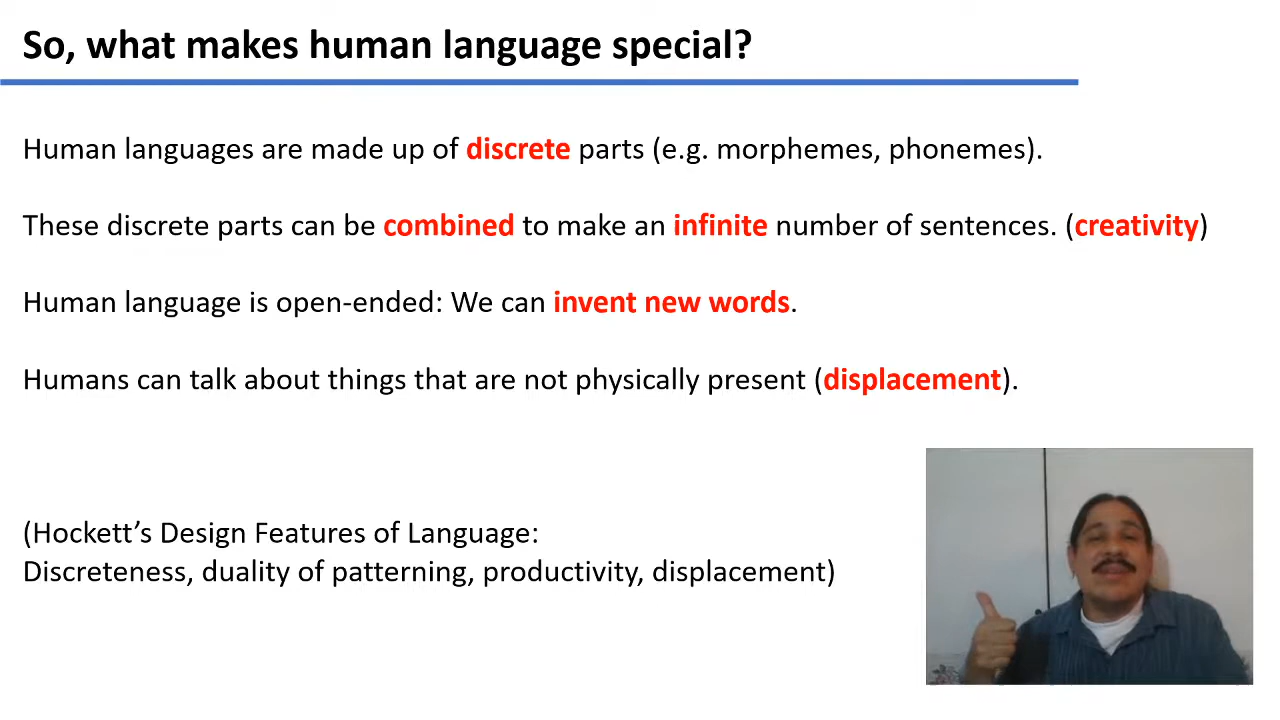 So, what makes human language special?
Human languages are made up of discrete parts (e.g. morphemes, phonemes).
These discrete parts can be combined to make an infinite number of sentences. (creativity)
Human language is open-ended: We can invent new words.
Humans can talk about things that are not physically present (displacement).
(Hockett’s Design Features of Language:
Discreteness, duality of patterning, productivity, displacement)